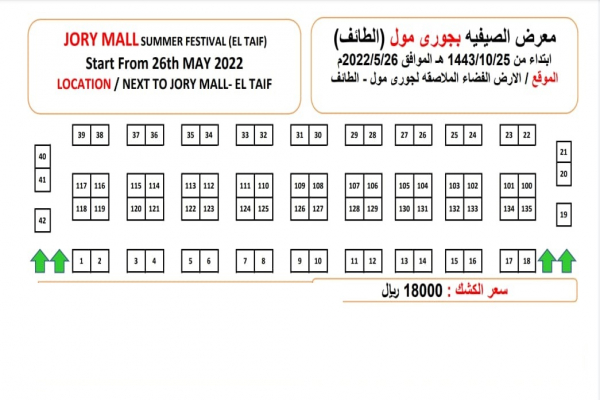 JORY MALL SUMMER FESTIVAL (EL TAIF)
Start From 26th MAY 2022
LOCATION / NEXT TO JORY MALL- EL TAIF
معرض الصيفيه بجورى مول (الطائف)
ابتداء من 1443/10/25 هـ الموافق 2022/5/26م
الموقع / الارض الفضاء الملاصقه لجورى مول - الطائف
39 38 37 36 35 34 33 32 31 30 29 28 27 26 25 24 23 22
40 21
41 20
117 116 115 114 113 112 111 110 109 108 107 106 105 104 103 102 101 100
118 119 120 121 122 123 124 125 126 127 128 129 130 131 132 133 134 135
42 19
1 2 3 4 5 6 7 8 9 10 11 12 13 14 15 16 17 18
سعر الكشك : 18000 ريال